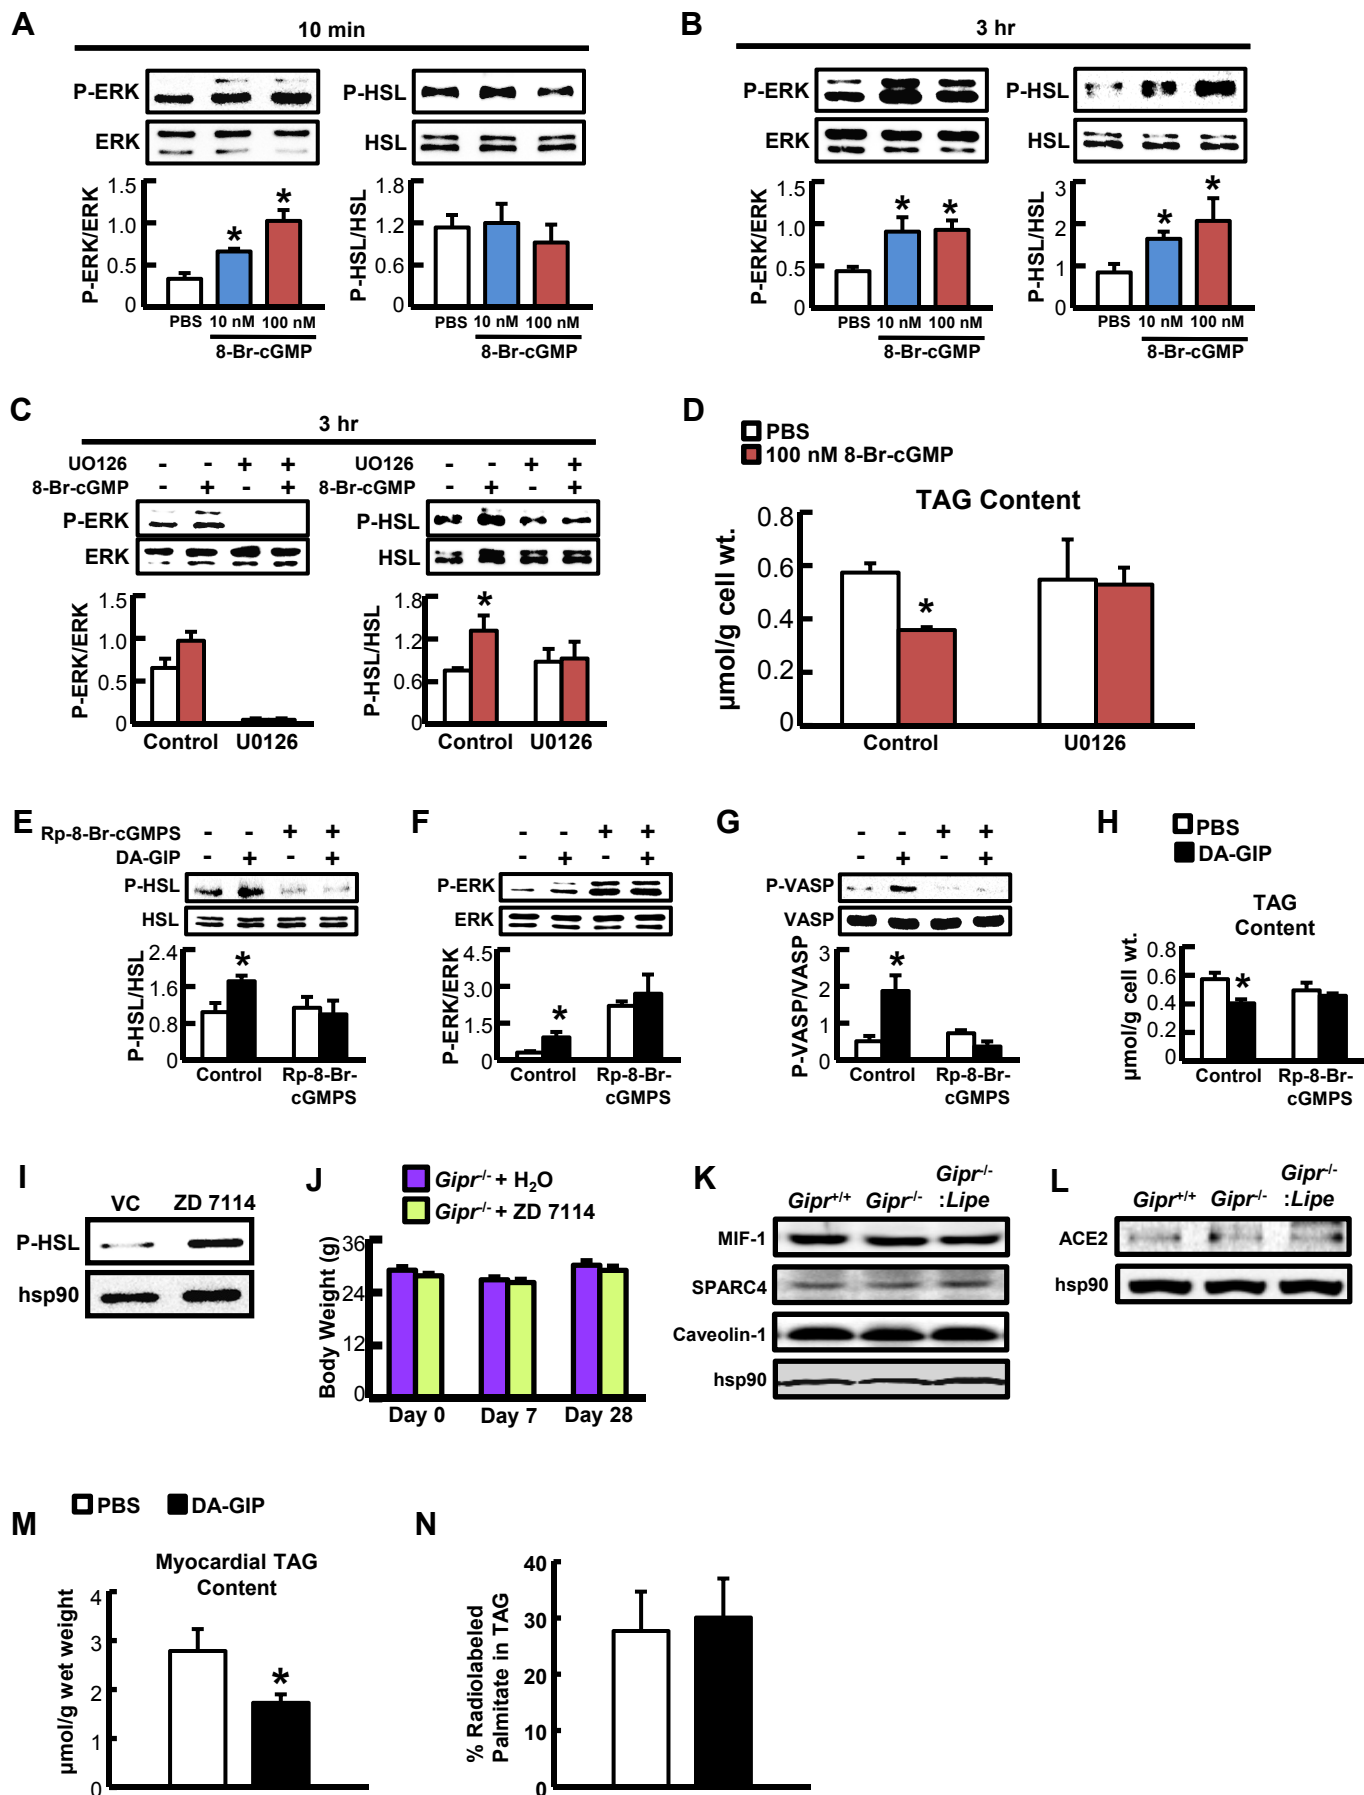 A
10 min
P-ERK
ERK
P-HSL
HSL
P-ERK/ERK
1.5
1.0
0.5
0
* *
PBS 10 nM 100 nM
8-Br-cGMP
P-HSL/HSL
1.8
1.2
0.6
0
PBS 10 nM 100 nM
8-Br-cGMP
B
3 hr
P-ERK
ERK
P-HSL
HSL
P-ERK/ERK
1.5
1.0
0.5
0
* *
PBS 10 nM 100 nM
8-Br-cGMP
P-HSL/HSL
3
2
1
0
* *
PBS 10 nM 100 nM
8-Br-cGMP
C
3 hr
UO126 - - + +
8-Br-cGMP - + - +
P-ERK
ERK
UO126 - - + +
8-Br-cGMP - + - +
P-HSL
HSL
P-ERK/ERK
1.5
1.0
0.5
0
Control U0126
P-HSL/HSL
1.8
1.2
0.6
0
*
Control U0126
D
PBS
100 nM 8-Br-cGMP
TAG Content
µmol/g cell wt.
0.8
0.6
0.4
0.2
0
*
Control U0126
E
Rp-8-Br-cGMPS - - + +
DA-GIP - + - +
P-HSL
HSL
P-HSL/HSL
2.4
1.8
1.2
0.6
0
*
Control Rp-8-Br-
cGMPS
F
- - + +
- + - +
P-ERK
ERK
P-ERK/ERK
4.5
3.0
1.5
0
*
Control Rp-8-Br-
cGMPS
G
- - + +
- + - +
P-VASP
VASP
P-VASP/VASP
3
2
1
0
*
Control Rp-8-Br-
cGMPS
H
PBS
DA-GIP
TAG
Content
µmol/g cell wt.
0.8
0.6
0.4
0.2
0
*
Control Rp-8-Br-
cGMPS
I
VC ZD 7114
P-HSL
hsp90
J
Gipr-/- + H2O
Gipr-/- + ZD 7114
Body Weight (g)
36
24
12
0
Day 0 Day 7 Day 28
K
Gipr+/+ Gipr-/- Gipr-/-
:Lipe
MIF-1
SPARC4
Caveolin-1
hsp90
L
Gipr+/+ Gipr-/- Gipr-/-
:Lipe
ACE2
hsp90
PBS DA-GIP
M
Myocardial TAG
Content
µmol/g wet weight
4
3
2
1
0
*
N
% Radiolabeled
Palmitate in TAG
40
30
20
10
0